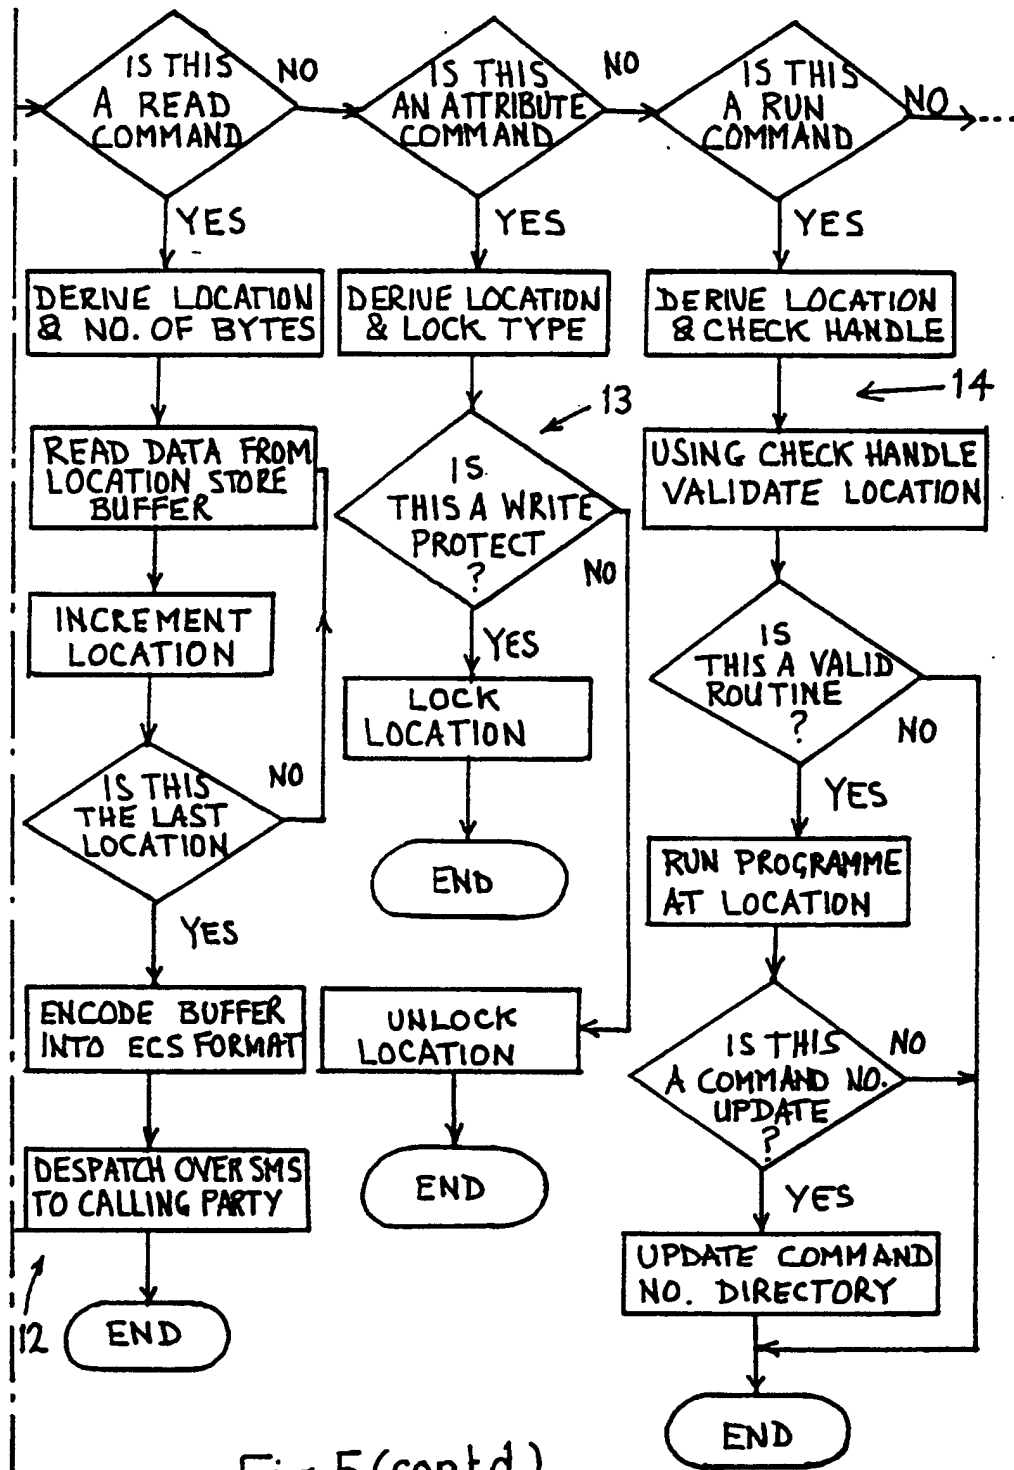 IS THIS
A READ
COMMAND
NO
IS THIS
AN ATTRIBUTE
COMMAND
NO
IS THIS
A RUN
COMMAND
NO
YES
YES
YES
DERIVE LOCATION
& NO. OF BYTES
DERIVE LOCATION
& LOCK TYPE
DERIVE LOCATION
& CHECK HANDLE
13
14
READ DATA FROM
LOCATION STORE
BUFFER
IS
THIS A WRITE
PROTECT
?
NO
USING CHECK HANDLE
VALIDATE LOCATION
INCREMENT
LOCATION
YES
IS
THIS A VALID
ROUTINE
?
NO
LOCK
LOCATION
IS THIS
THE LAST
LOCATION
NO
YES
END
RUN PROGRAMME
AT LOCATION
YES
ENCODE BUFFER
INTO ECS FORMAT
UNLOCK
LOCATION
IS THIS
A COMMAND NO.
UPDATE
?
NO
DESPATCH OVER SMS
TO CALLING PARTY
END
YES
UPDATE COMMAND
NO. DIRECTORY
12
END
END
Fig. 5 (contd.)